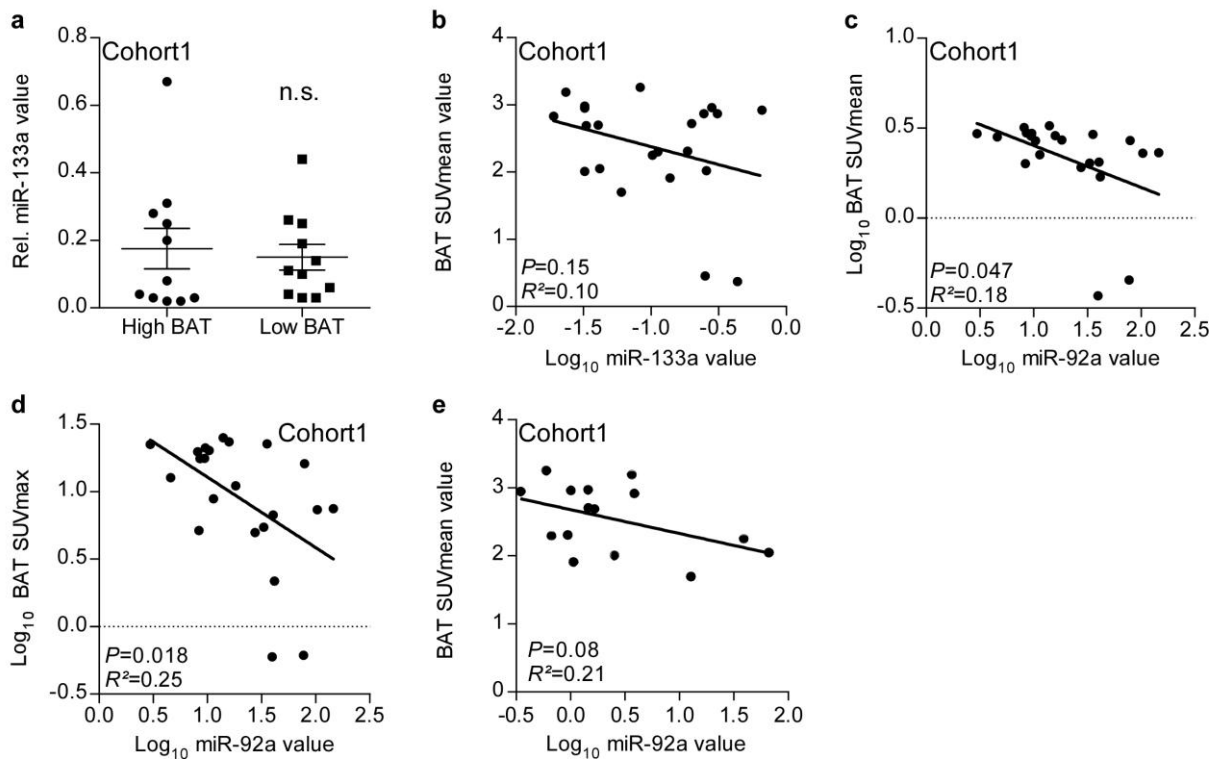 a
0.8
Cohort1
n.s.
0.6
0.4
0.2
0.0
Rel. miR-133a value
High BAT
Low BAT
b
4
Cohort1
3
2
1
0
BAT SUVmean value
P=0.15
R²=0.10
-2.0
-1.5
-1.0
-0.5
0.0
Log₁₀ miR-133a value
c
1.0
Cohort1
0.5
0.0
-0.5
Log₁₀ BAT SUVmean
P=0.047
R²=0.18
0.0
0.5
1.0
1.5
2.0
2.5
Log₁₀ miR-92a value
d
1.5
Cohort1
1.0
0.5
0.0
-0.5
Log₁₀ BAT SUVmax
P=0.018
R²=0.25
0.0
0.5
1.0
1.5
2.0
2.5
Log₁₀ miR-92a value
e
4
Cohort1
3
2
1
0
BAT SUVmean value
P=0.08
R²=0.21
-0.5
0.0
0.5
1.0
1.5
2.0
Log₁₀ miR-92a value